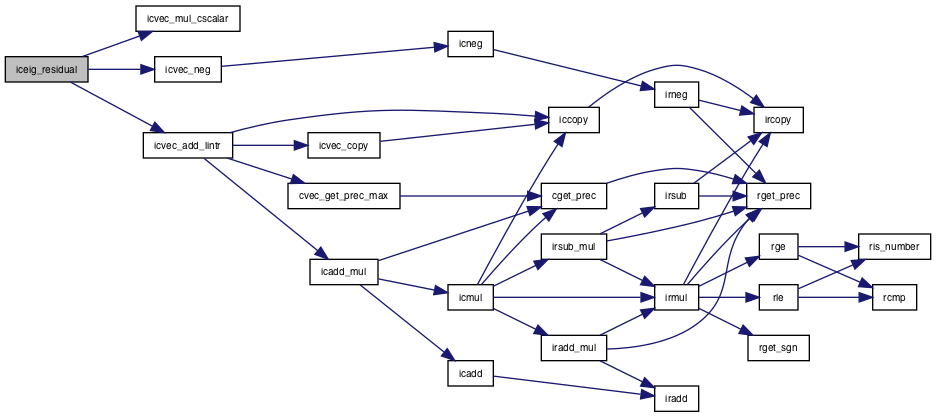 iceig_residual
icvec_mul_cscalar
icvec_neg
icvec_add_lintr
icneg
icvec_copy
cvec_get_prec_max
icadd_mul
iccopy
cget_prec
icmul
icadd
irsub_mul
iradd_mul
irneg
irsub
irmul
iradd
ircopy
rget_prec
rge
rle
rget_sgn
ris_number
rcmp